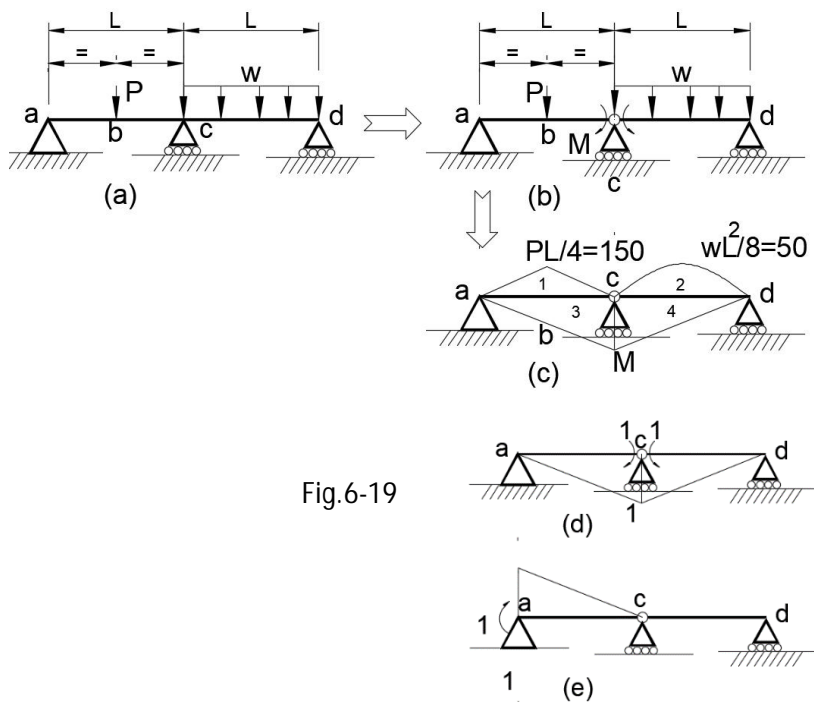 L L
= =
w
P
a b c d
(a)
L L
= =
w
P
a b d
M
c
(b)
PL/4=150 wL²/8=50
c
a 1 2 d
3 4
b
M
(c)
1 c 1
a d
1
(d)
Fig.6-19
a c d
1
1
(e)